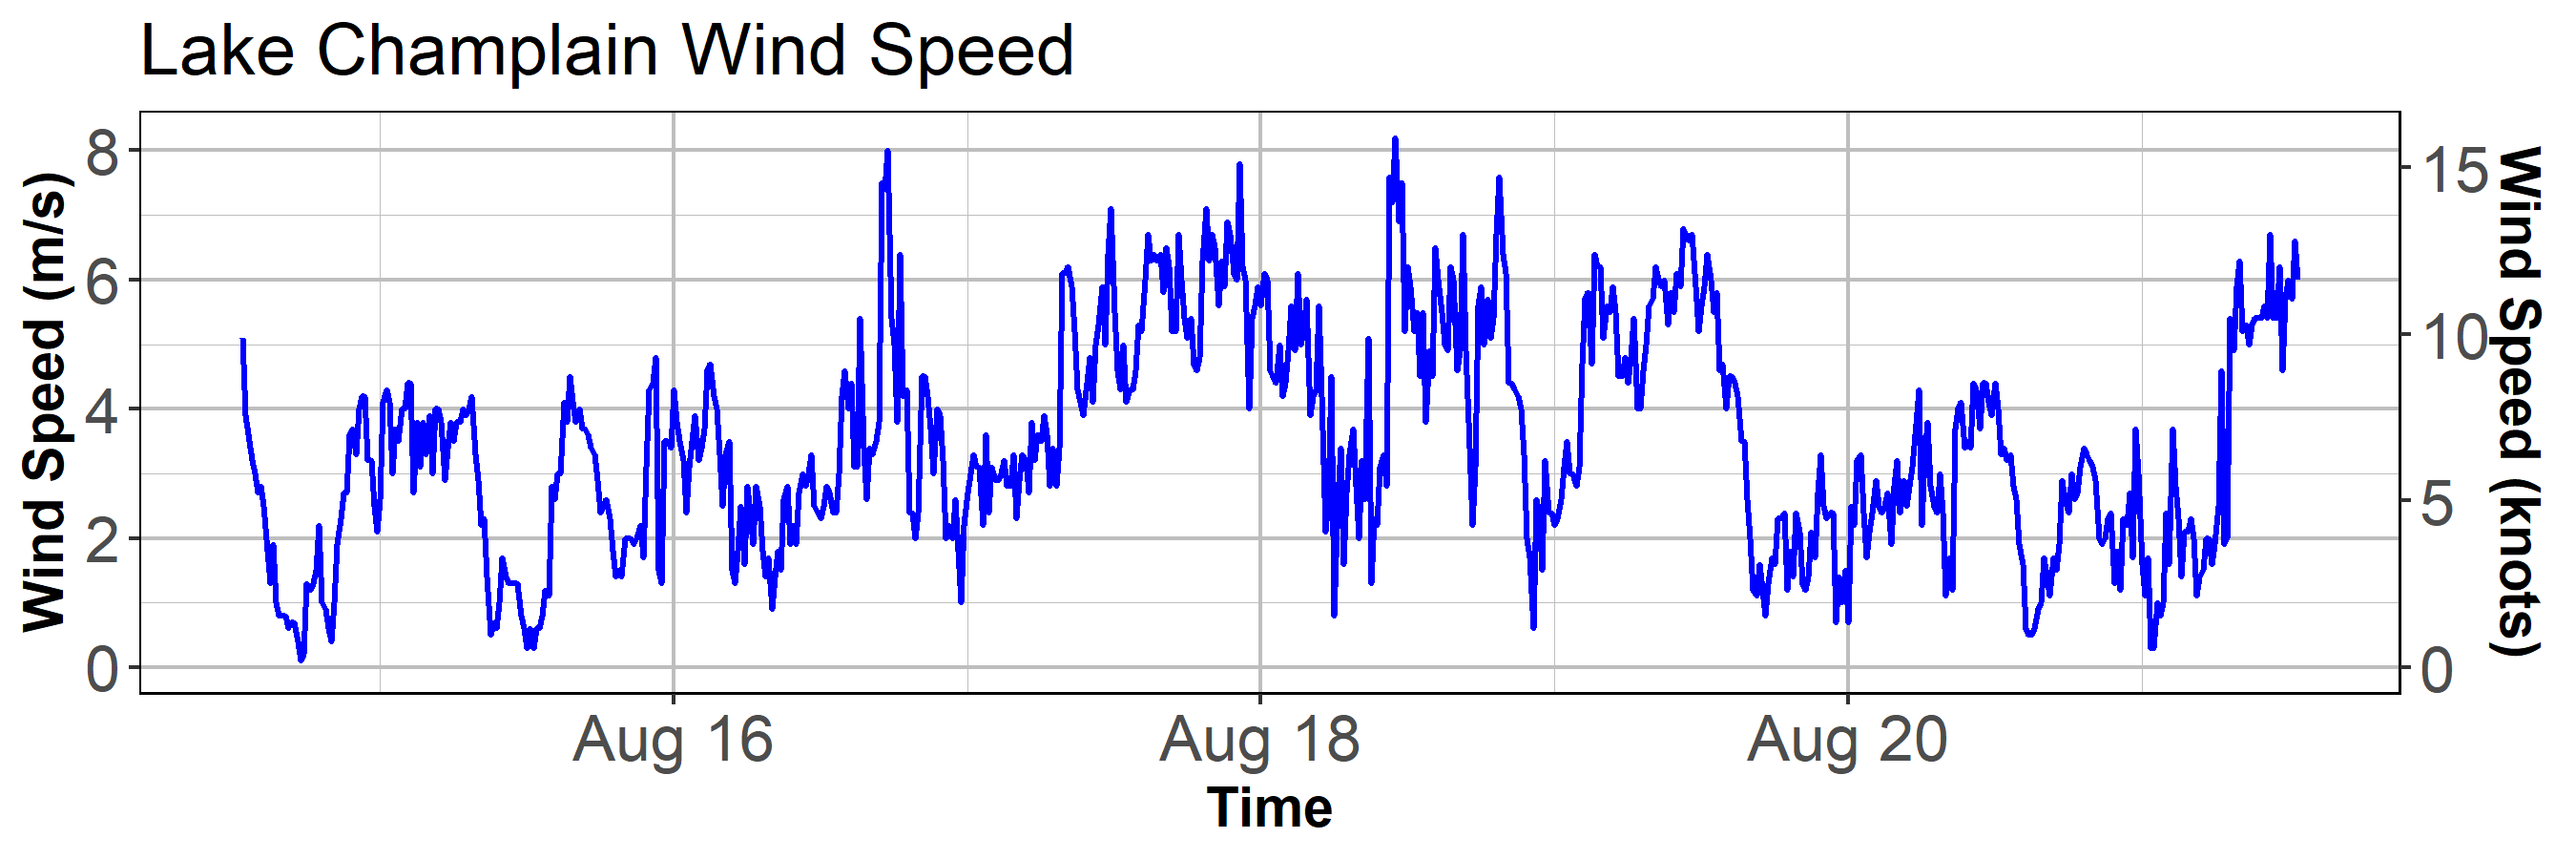 Lake Champlain Wind Speed
Wind Speed (m/s)
8
6
4
2
0
15
10
5
0
Wind Speed (knots)
Aug 16
Aug 18
Aug 20
Time